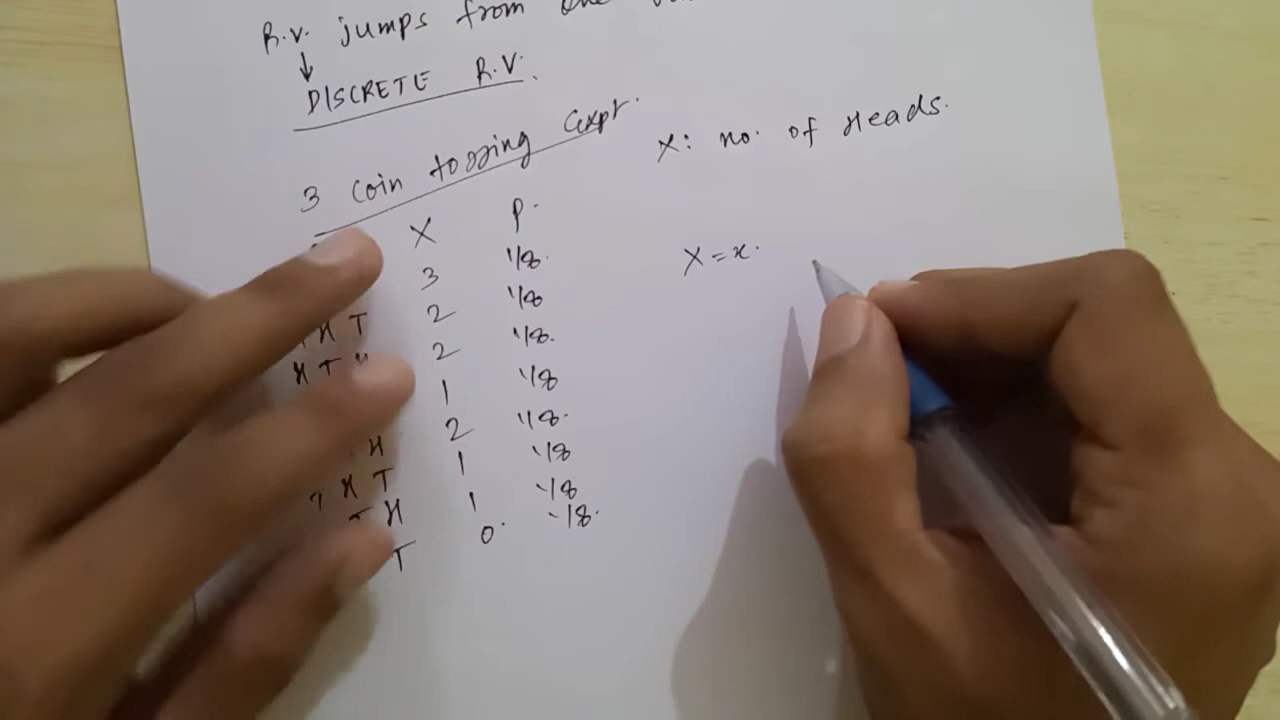 R.V. jumps from one
↓
DISCRETE R.V.
3 Coin tossing Expt.
X: no. of Heads.
X P.
3 1/8.
H T 2 1/8
H T H 2 1/8.
1 1/8
H 2 1/8.
T H T 1 1/8
T H 1 1/8
T 0. 1/8.
X = x.